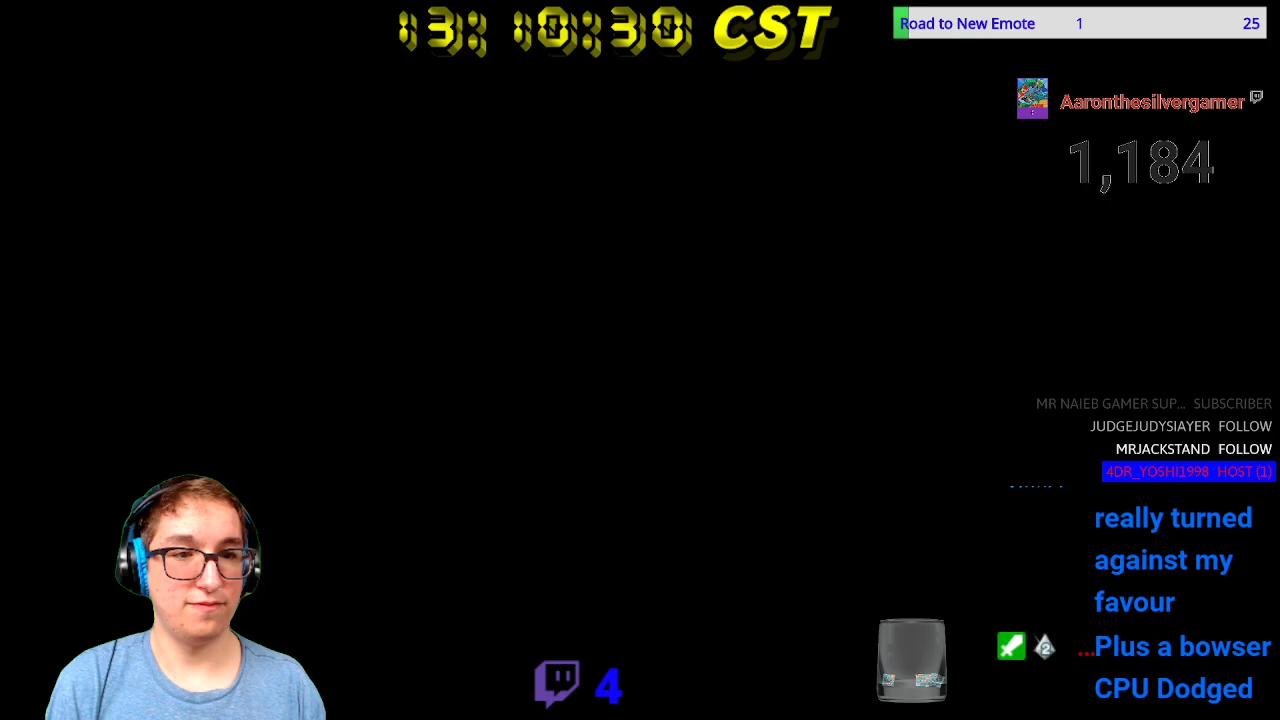 13:10:30 CST
Road to New Emote 1 25
Aaronthesilvergamer
1,184
MR NAIEB GAMER SUP... SUBSCRIBER
JUDGEJUDYSIAYER FOLLOW
MRJACKSTAND FOLLOW
4DR_YOSHI1998 HOST (1)
really turned
against my
favour
2 ...Plus a bowser
CPU Dodged
4